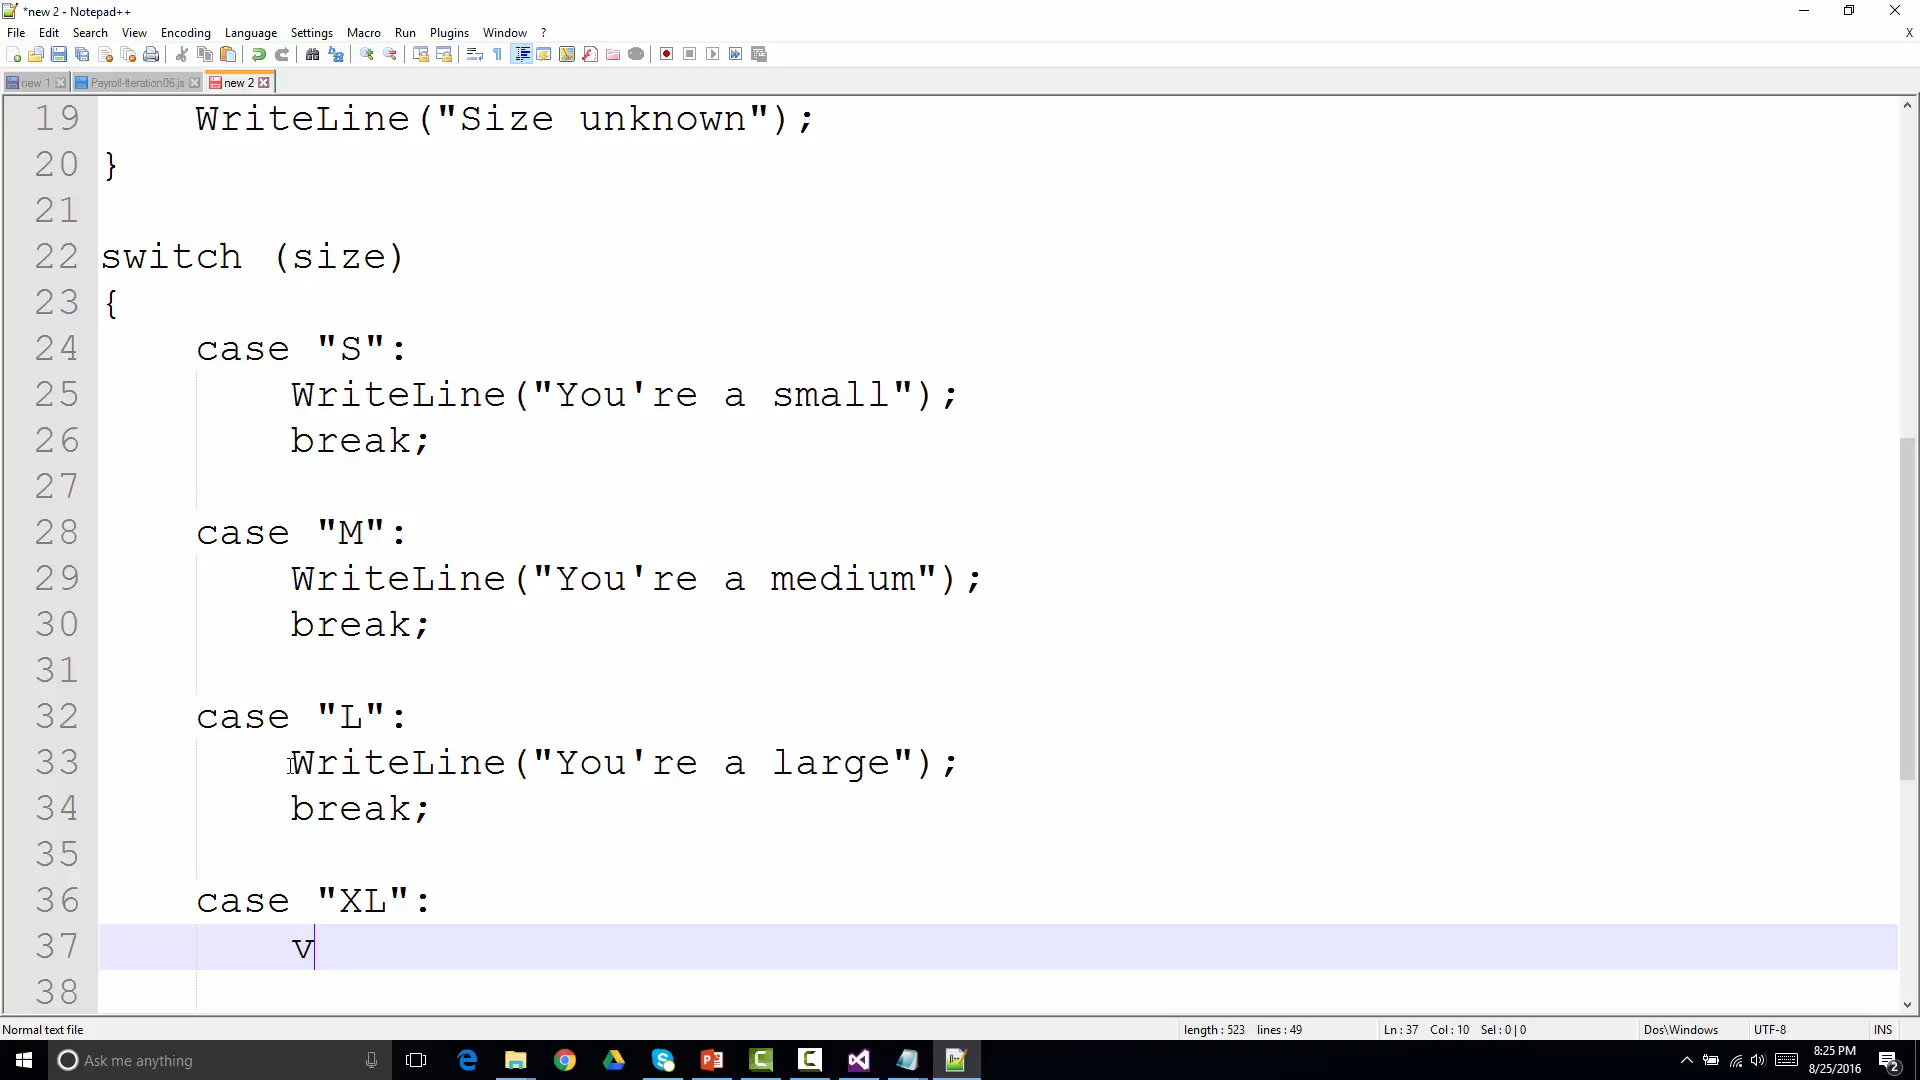 *new 2 - Notepad++
File Edit Search View Encoding Language Settings Macro Run Plugins Window ? X
new 1 Payroll-Iteration06.js new 2
19 WriteLine("Size unknown");
20 }
21
22 switch (size)
23 {
24 case "S":
25 WriteLine("You're a small");
26 break;
27
28 case "M":
29 WriteLine("You're a medium");
30 break;
31
32 case "L":
33 WriteLine("You're a large");
34 break;
35
36 case "XL":
37 v
38
Normal text file length : 523 lines : 49 Ln : 37 Col : 10 Sel : 0 | 0 Dos\Windows UTF-8 INS
Ask me anything 8:25 PM
8/25/2016 2